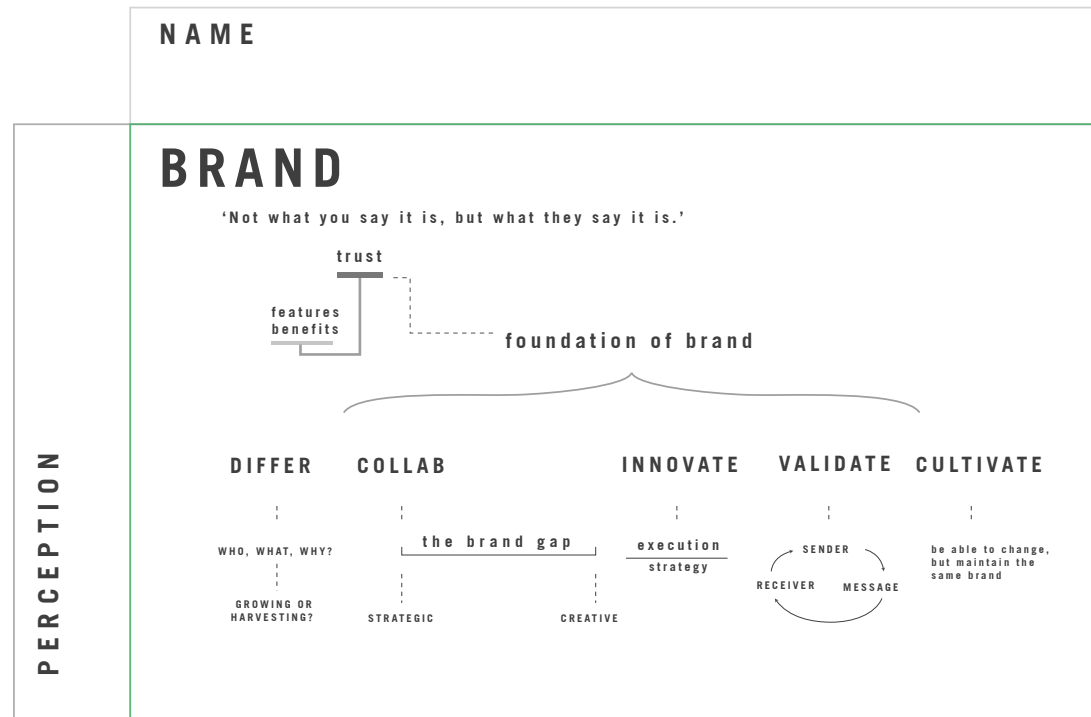 NAME
BRAND
‘Not what you say it is, but what they say it is.’
trust
features
benefits
foundation of brand
PERCEPTION
DIFFER
COLLAB
INNOVATE
VALIDATE
CULTIVATE
WHO, WHAT, WHY?
GROWING OR
HARVESTING?
the brand gap
STRATEGIC
CREATIVE
execution
strategy
SENDER
RECEIVER
MESSAGE
be able to change,
but maintain the
same brand